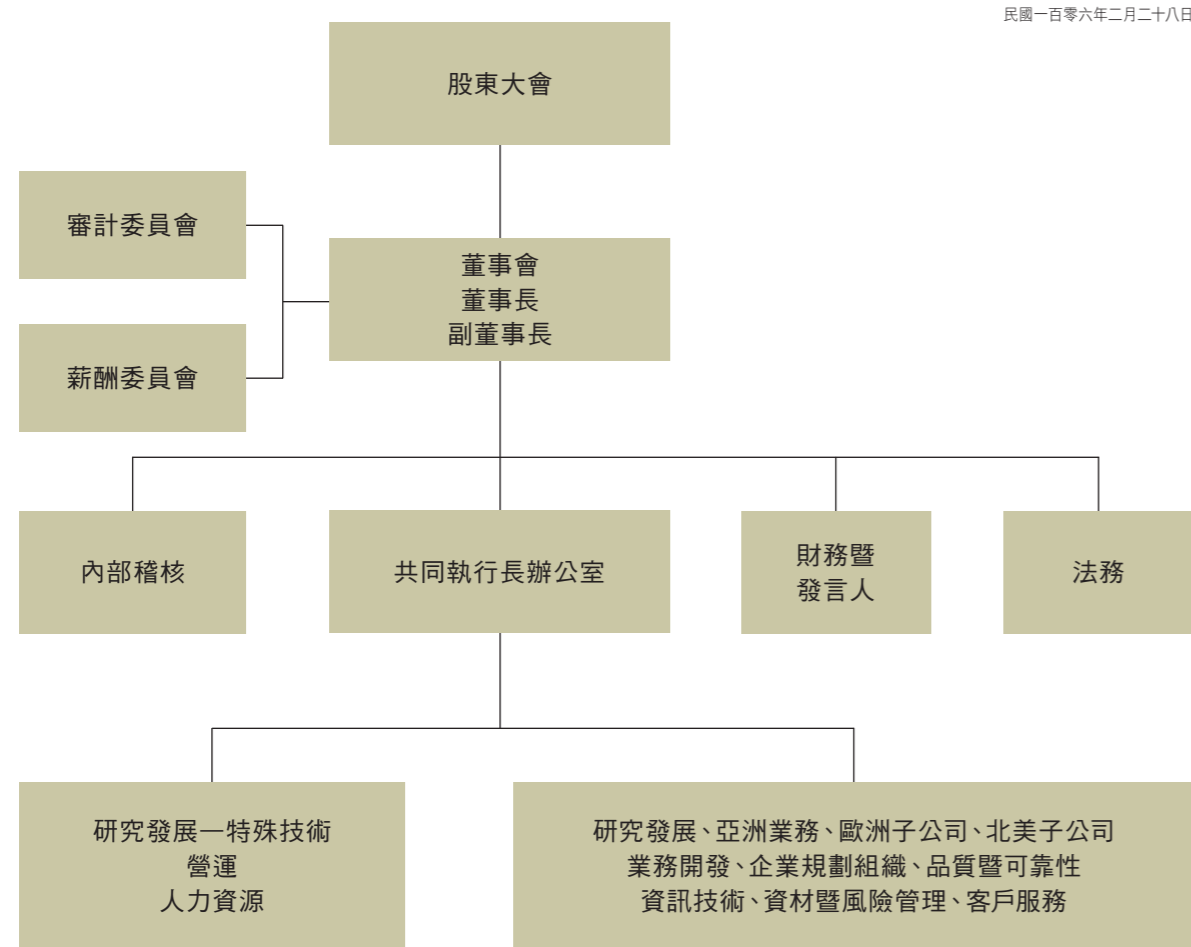 民國一百零六年二月二十八日
股東大會
審計委員會
董事會
董事長
副董事長
薪酬委員會
內部稽核
共同執行長辦公室
財務暨
發言人
法務
研究發展—特殊技術
營運
人力資源
研究發展、亞洲業務、歐洲子公司、北美子公司
業務開發、企業規劃組織、品質暨可靠性
資訊技術、資材暨風險管理、客戶服務